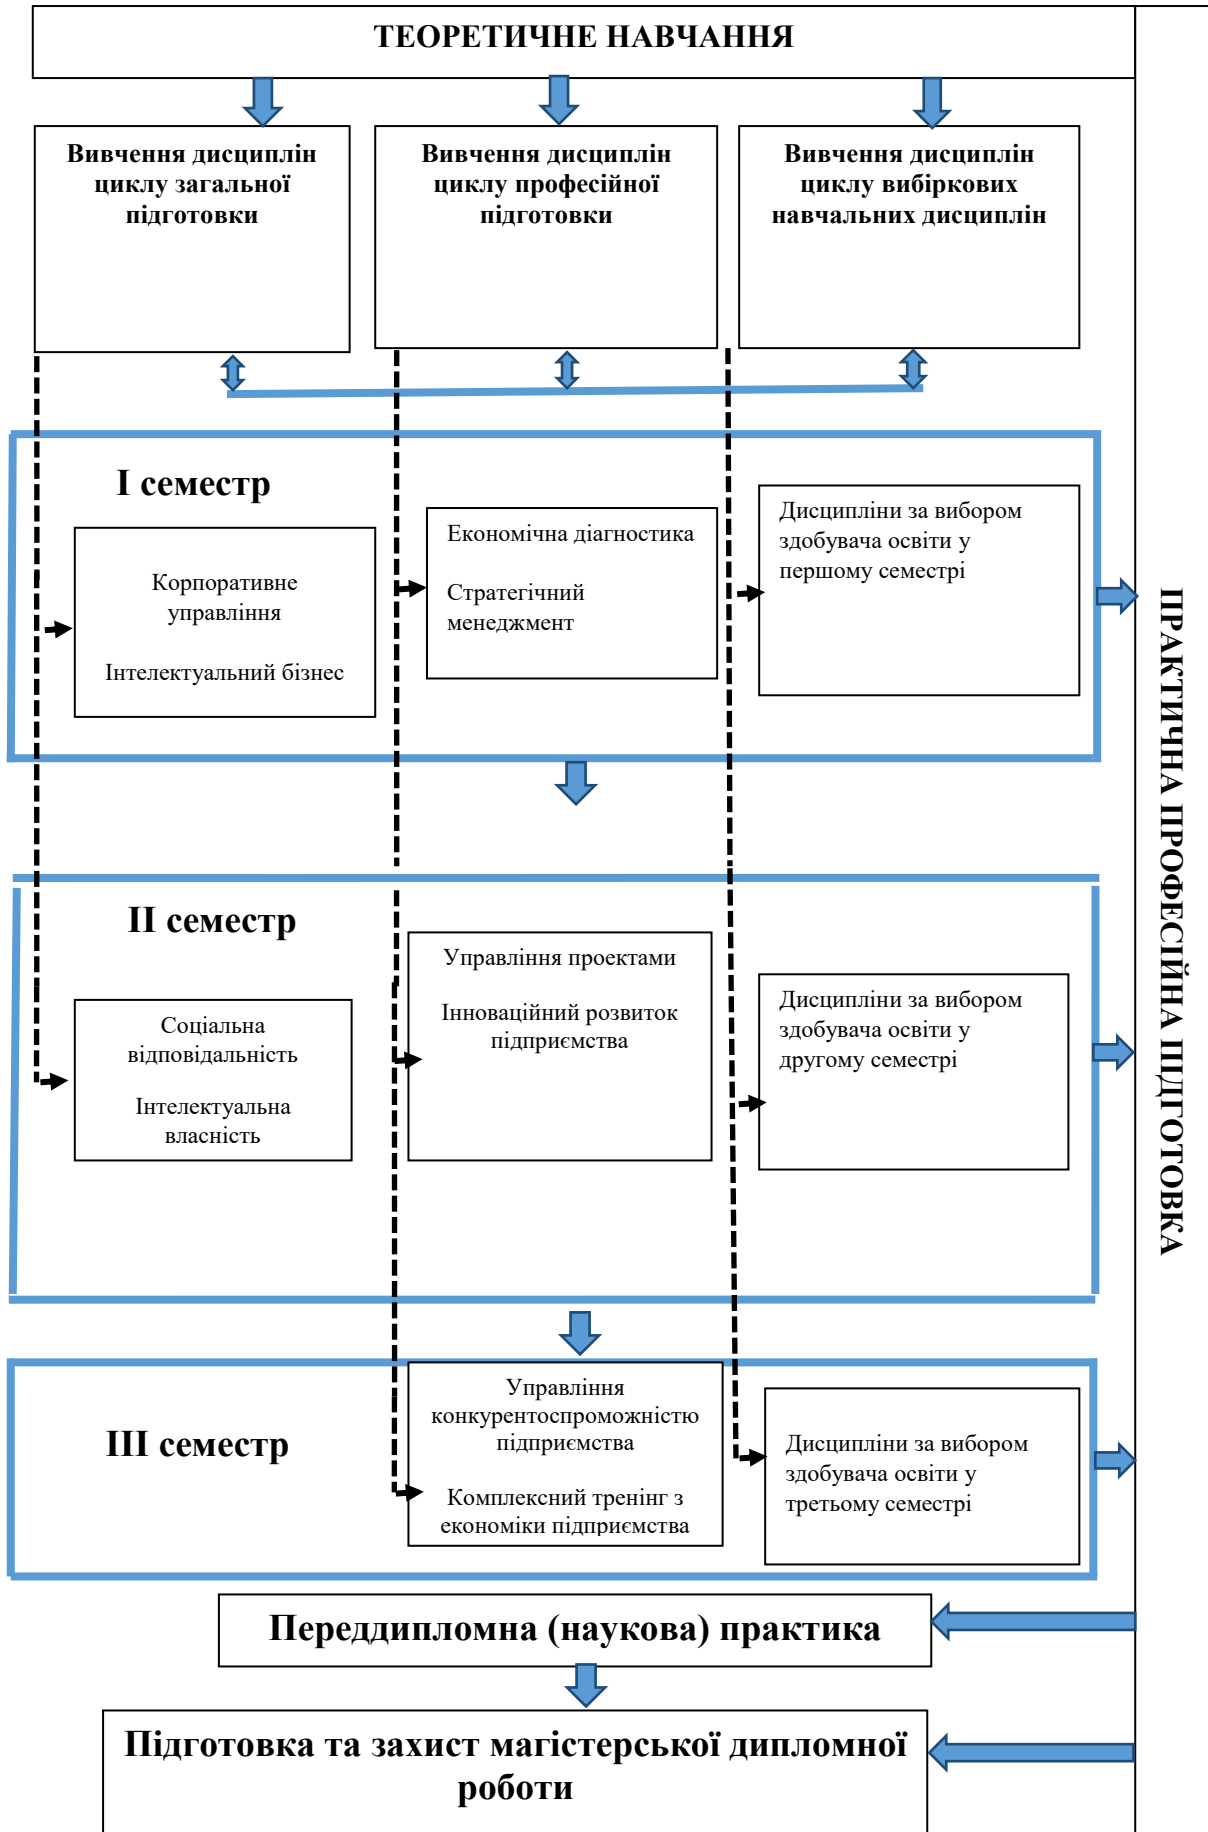 ТЕОРЕТИЧНЕ НАВЧАННЯ
Вивчення дисциплін
циклу загальної
підготовки
Вивчення дисциплін
циклу професійної
підготовки
Вивчення дисциплін
циклу вибіркових
навчальних дисциплін
I семестр
Корпоративне
управління
Інтелектуальний бізнес
Економічна діагностика
Стратегічний
менеджмент
Дисципліни за вибором
здобувача освіти у
першому семестрі
II семестр
Соціальна
відповідальність
Інтелектуальна
власність
Управління проектами
Інноваційний розвиток
підприємства
Дисципліни за вибором
здобувача освіти у
другому семестрі
III семестр
Управління
конкурентоспроможністю
підприємства
Комплексний тренінг з
економіки підприємства
Дисципліни за вибором
здобувача освіти у
третьому семестрі
Переддипломна (наукова) практика
Підготовка та захист магістерської дипломної
роботи
ПРАКТИЧНА ПРОФЕСІЙНА ПІДГОТОВКА